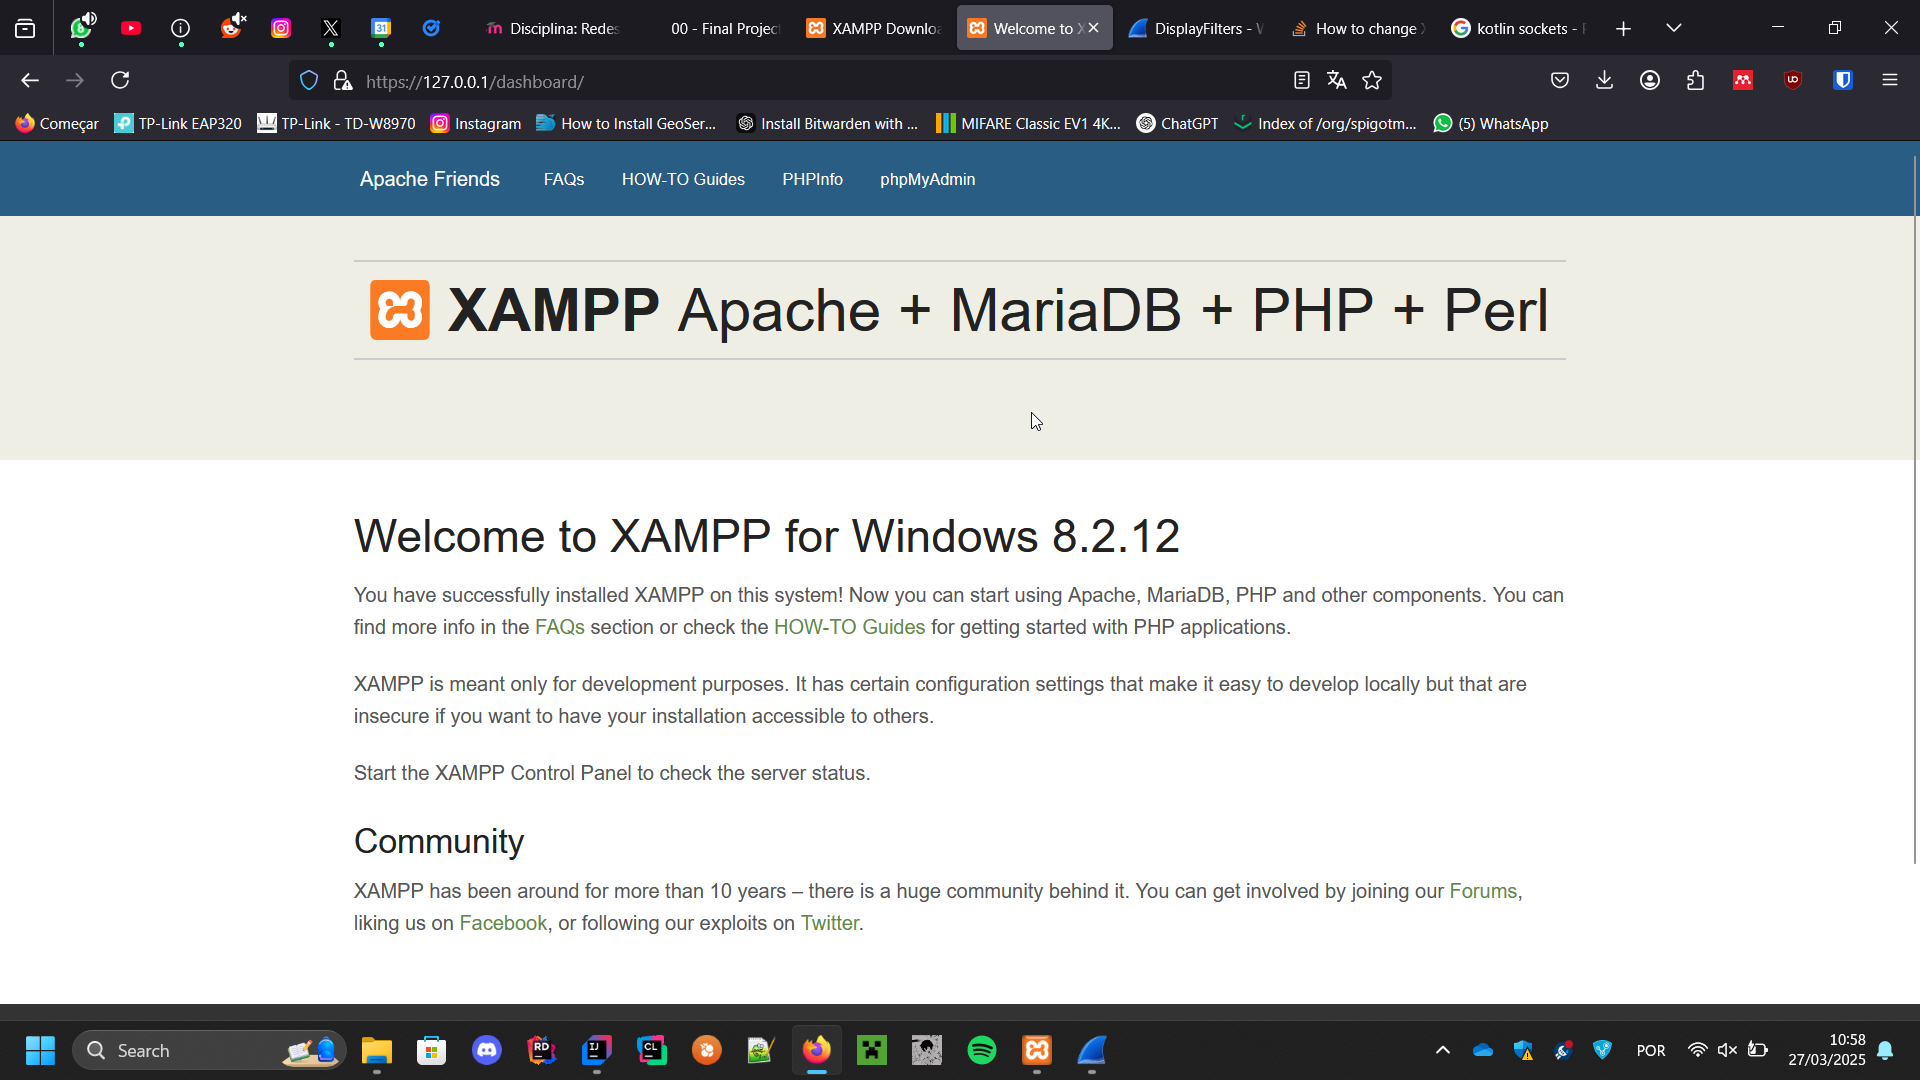 Disciplina: Redes
00 - Final Projec
XAMPP Downlo
Welcome to X
DisplayFilters - W
How to change
kotlin sockets -
https://127.0.0.1/dashboard/
Começar
TP-Link EAP320
TP-Link - TD-W8970
Instagram
How to Install GeoSer...
Install Bitwarden with ...
MIFARE Classic EV1 4K...
ChatGPT
Index of /org/spigotm...
(5) WhatsApp
Apache Friends
FAQs
HOW-TO Guides
PHPInfo
phpMyAdmin
XAMPP Apache + MariaDB + PHP + Perl
Welcome to XAMPP for Windows 8.2.12
You have successfully installed XAMPP on this system! Now you can start using Apache, MariaDB, PHP and other components. You can
find more info in the FAQs section or check the HOW-TO Guides for getting started with PHP applications.
XAMPP is meant only for development purposes. It has certain configuration settings that make it easy to develop locally but that are
insecure if you want to have your installation accessible to others.
Start the XAMPP Control Panel to check the server status.
Community
XAMPP has been around for more than 10 years – there is a huge community behind it. You can get involved by joining our Forums,
liking us on Facebook, or following our exploits on Twitter.
Search
POR
10:58
27/03/2025